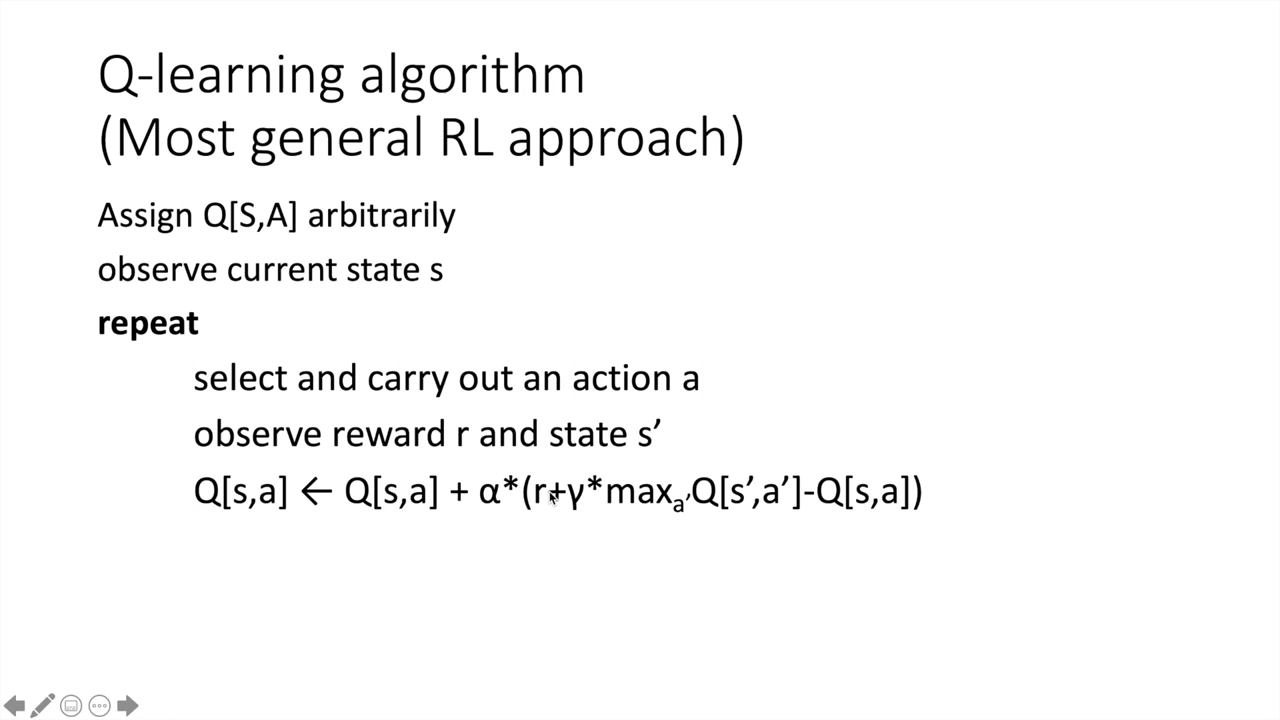 Q-learning algorithm
(Most general RL approach)
Assign Q[S,A] arbitrarily
observe current state s
repeat
select and carry out an action a
observe reward r and state s’
Q[s,a] ← Q[s,a] + α*(r+γ*maxa’Q[s’,a’]-Q[s,a])